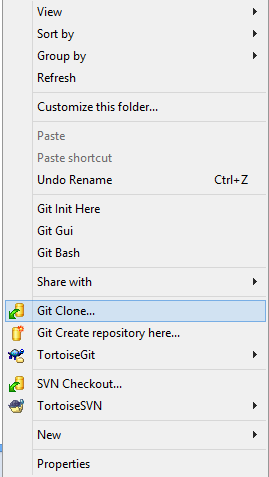 View
Sort by
Group by
Refresh
Customize this folder...
Paste
Paste shortcut
Undo Rename Ctrl+Z
Git Init Here
Git Gui
Git Bash
Share with
Git Clone...
Git Create repository here...
TortoiseGit
SVN Checkout...
TortoiseSVN
New
Properties